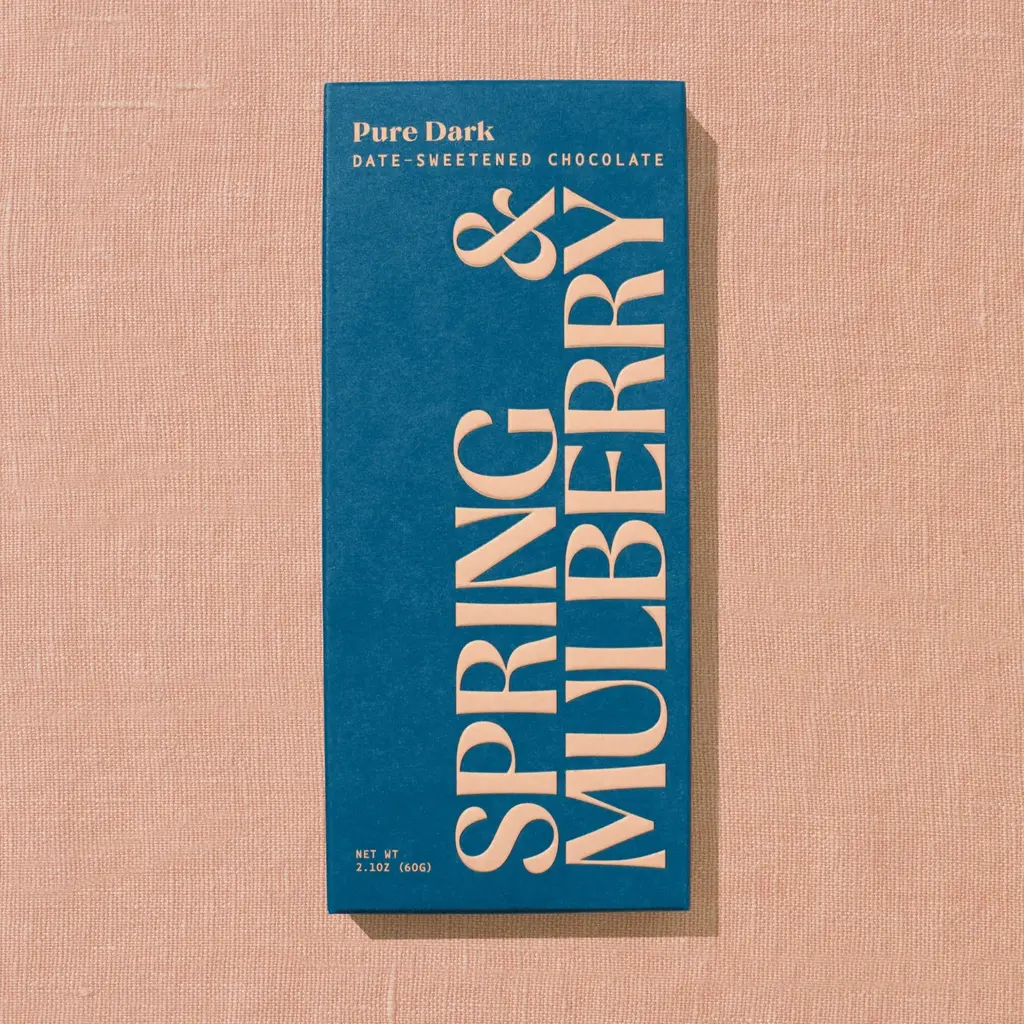 Pure Dark
DATE-SWEETENED CHOCOLATE
SPRING &
MULBERRY
NET WT
2.1OZ (60G)